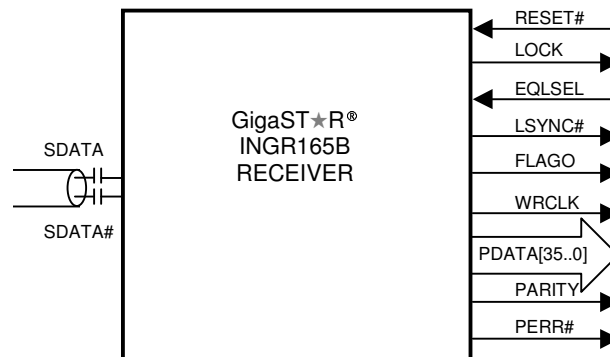 RESET#
LOCK
EQLSEL
GigaST★R®
INGR165B
RECEIVER
LSYNC#
SDATA
FLAGO
WRCLK
SDATA#
PDATA[35..0]
PARITY
PERR#